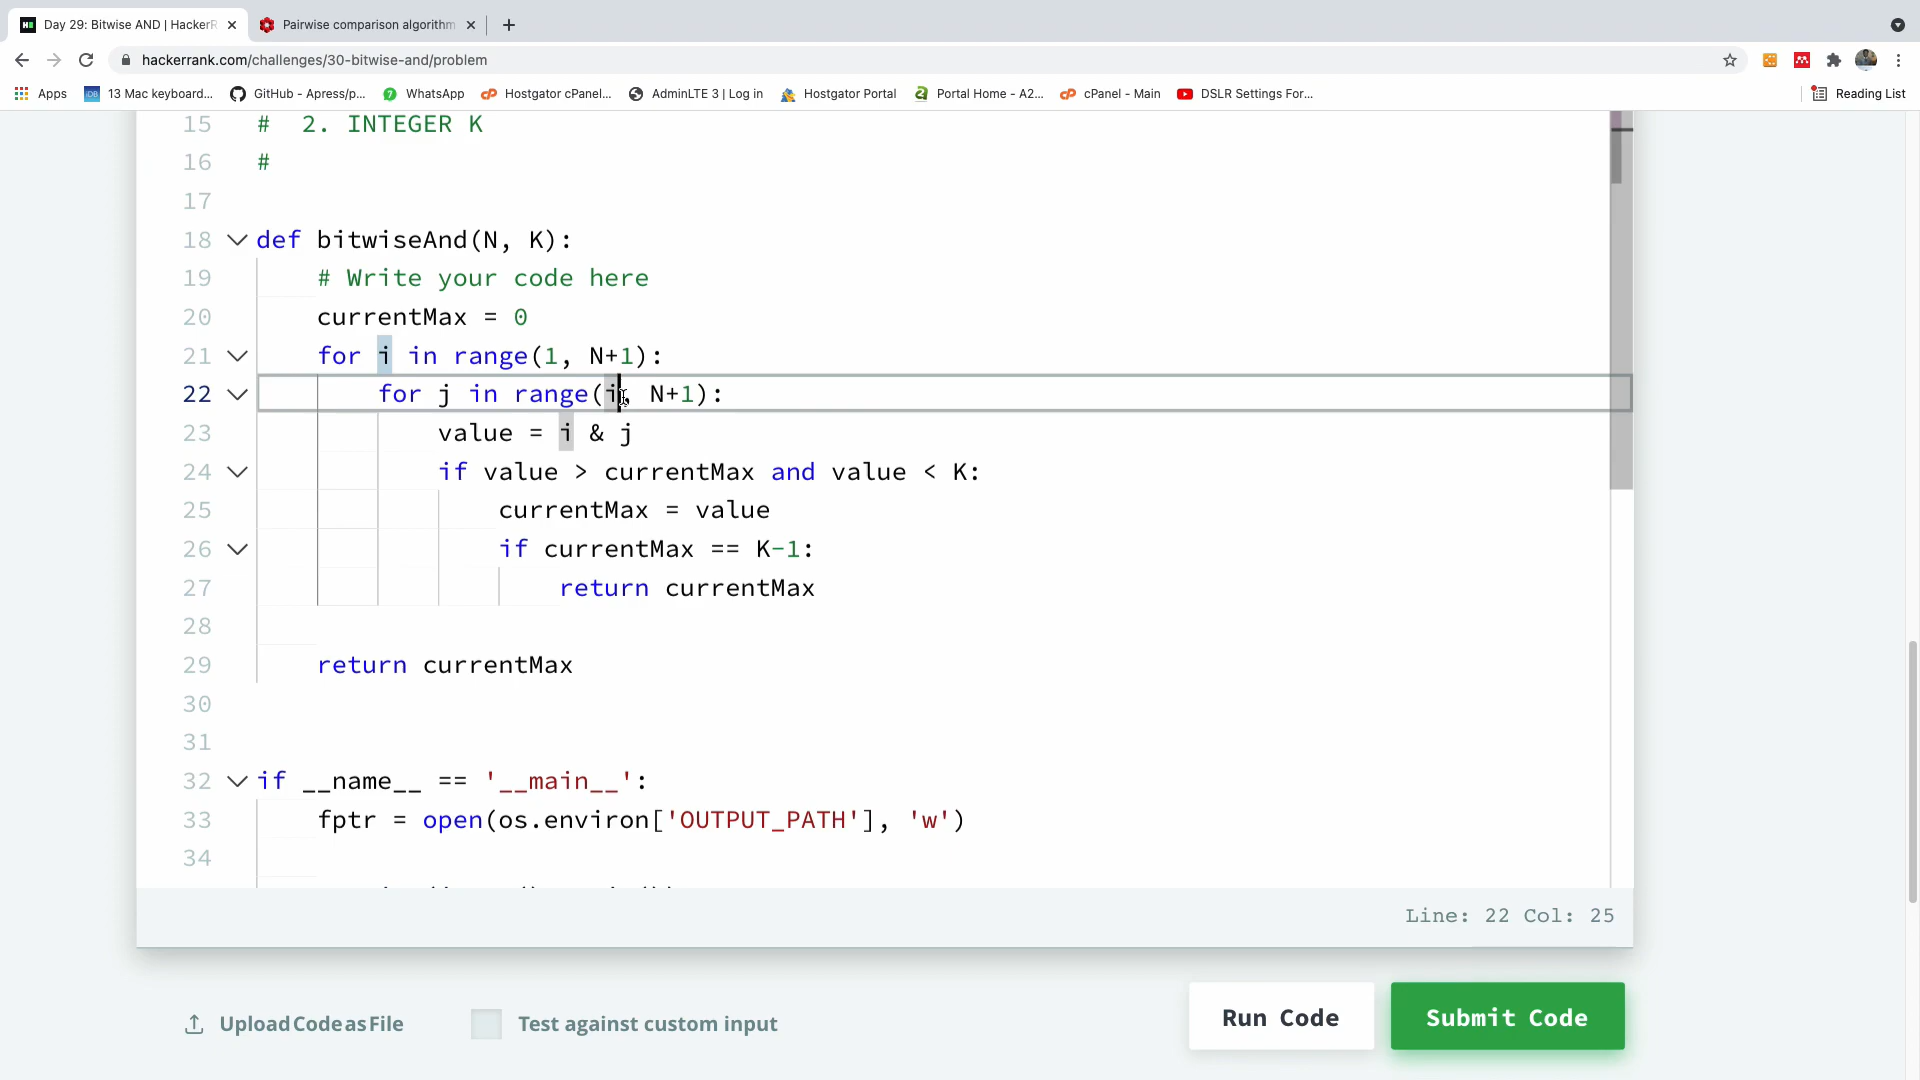 Day 29: Bitwise AND | HackerR
Pairwise comparison algorithm
hackerrank.com/challenges/30-bitwise-and/problem
Apps 13 Mac keyboard... GitHub - Apress/p... WhatsApp Hostgator cPanel... AdminLTE 3 | Log in Hostgator Portal Portal Home - A2... cPanel - Main DSLR Settings For... Reading List
15 #  2. INTEGER K
16 #
17
18 def bitwiseAnd(N, K):
19     # Write your code here
20     currentMax = 0
21     for i in range(1, N+1):
22         for j in range(i, N+1):
23             value = i & j
24             if value > currentMax and value < K:
25                 currentMax = value
26                 if currentMax == K-1:
27                     return currentMax
28
29     return currentMax
30
31
32 if __name__ == '__main__':
33     fptr = open(os.environ['OUTPUT_PATH'], 'w')
34
Line: 22 Col: 25
Upload Code as File
Test against custom input
Run Code
Submit Code